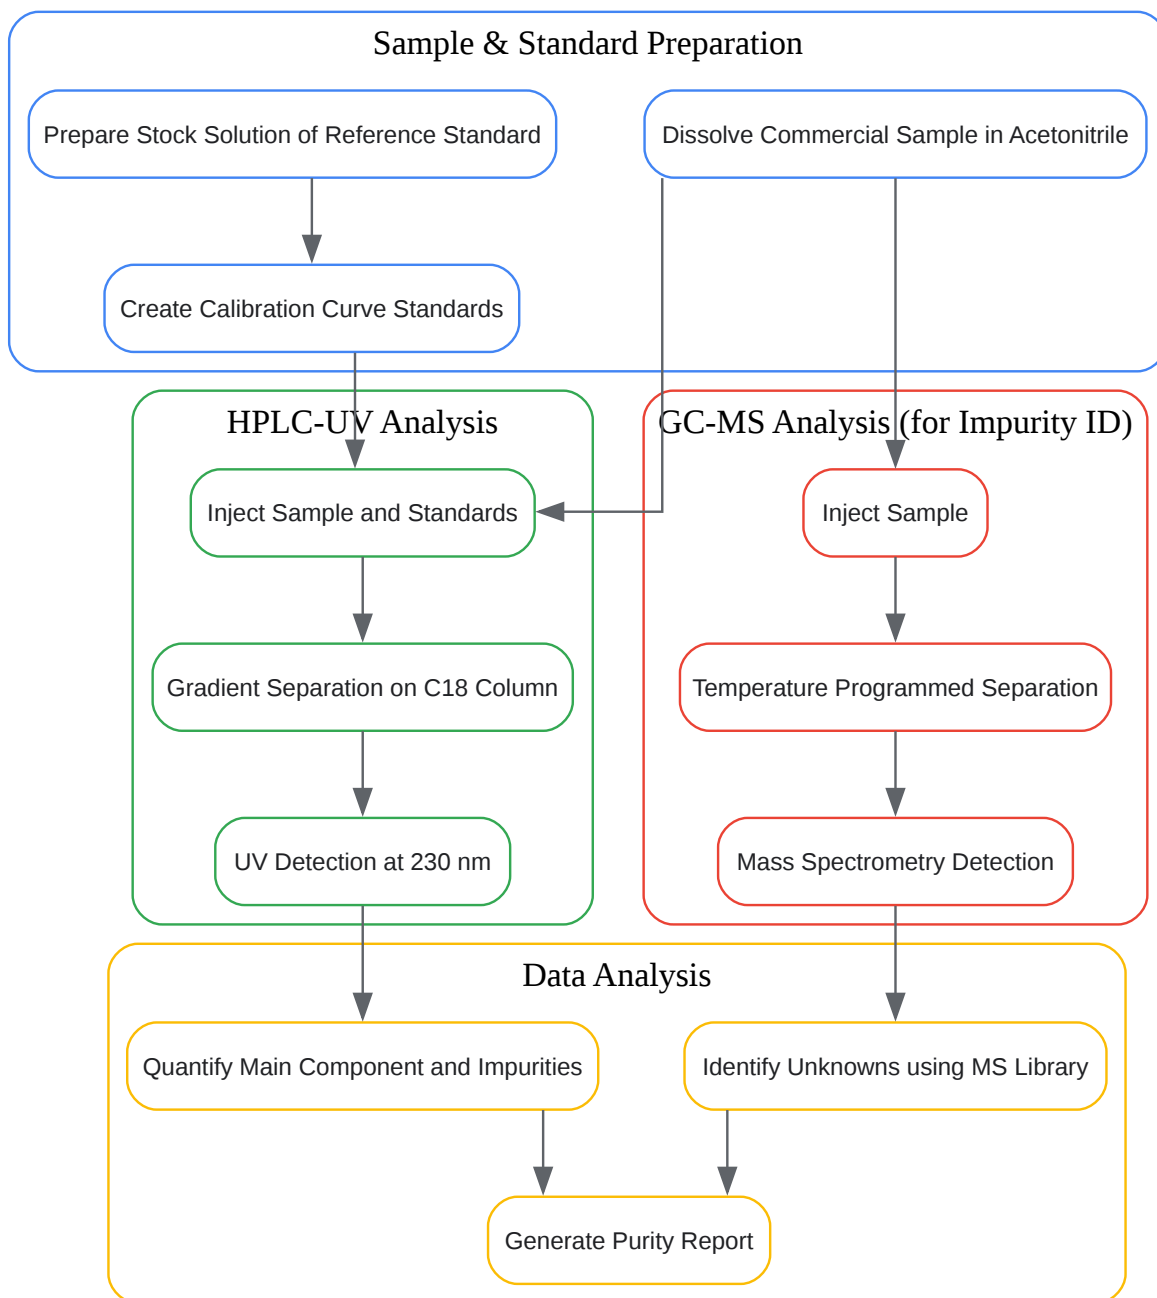 Sample & Standard Preparation
Prepare Stock Solution of Reference Standard
Dissolve Commercial Sample in Acetonitrile
Create Calibration Curve Standards
HPLC-UV Analysis
GC-MS Analysis (for Impurity ID)
Inject Sample and Standards
Inject Sample
Gradient Separation on C18 Column
Temperature Programmed Separation
UV Detection at 230 nm
Mass Spectrometry Detection
Data Analysis
Quantify Main Component and Impurities
Identify Unknowns using MS Library
Generate Purity Report